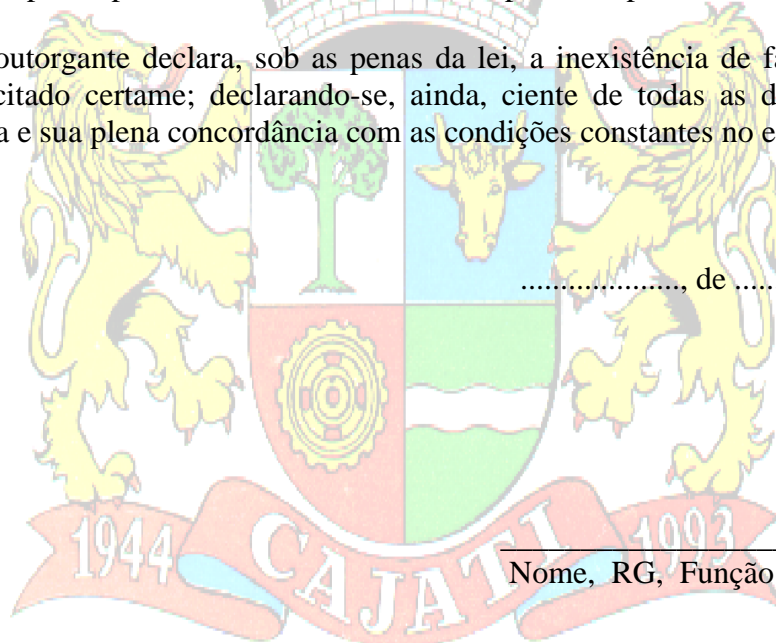 outorgante declara, sob as penas da lei, a inexistência de
citado certame; declarando-se, ainda, ciente de todas as
e sua plena concordância com as condições constantes no
...................., de .....
1944 CAJATI 1993
Nome, RG, Função